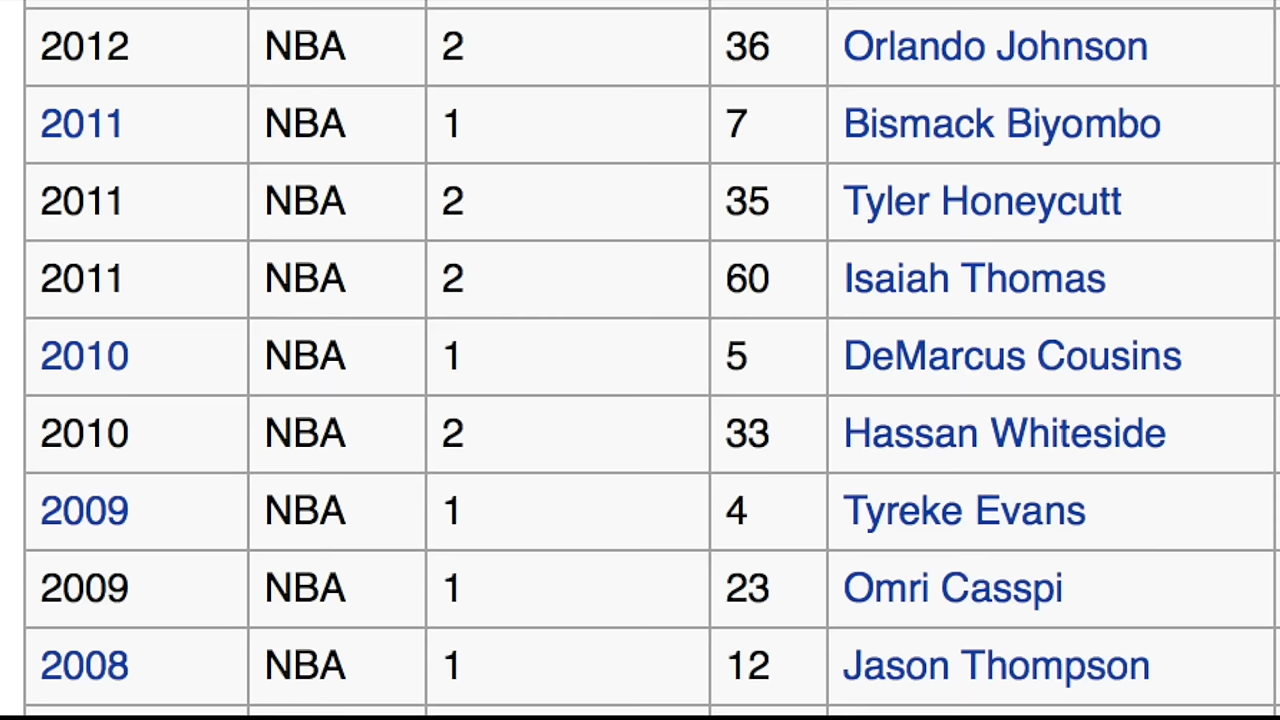 2012 NBA 2 36 Orlando Johnson
2011 NBA 1 7 Bismack Biyombo
2011 NBA 2 35 Tyler Honeycutt
2011 NBA 2 60 Isaiah Thomas
2010 NBA 1 5 DeMarcus Cousins
2010 NBA 2 33 Hassan Whiteside
2009 NBA 1 4 Tyreke Evans
2009 NBA 1 23 Omri Casspi
2008 NBA 1 12 Jason Thompson